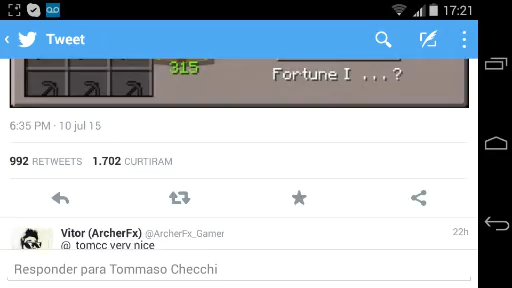 17:21
Tweet
315
Fortune I ...?
6:35 PM · 10 jul 15
992 RETWEETS 1.702 CURTIRAM
Vitor (ArcherFx) @ArcherFx_Gamer 22h
@_tomcc very nice
Responder para Tommaso Checchi